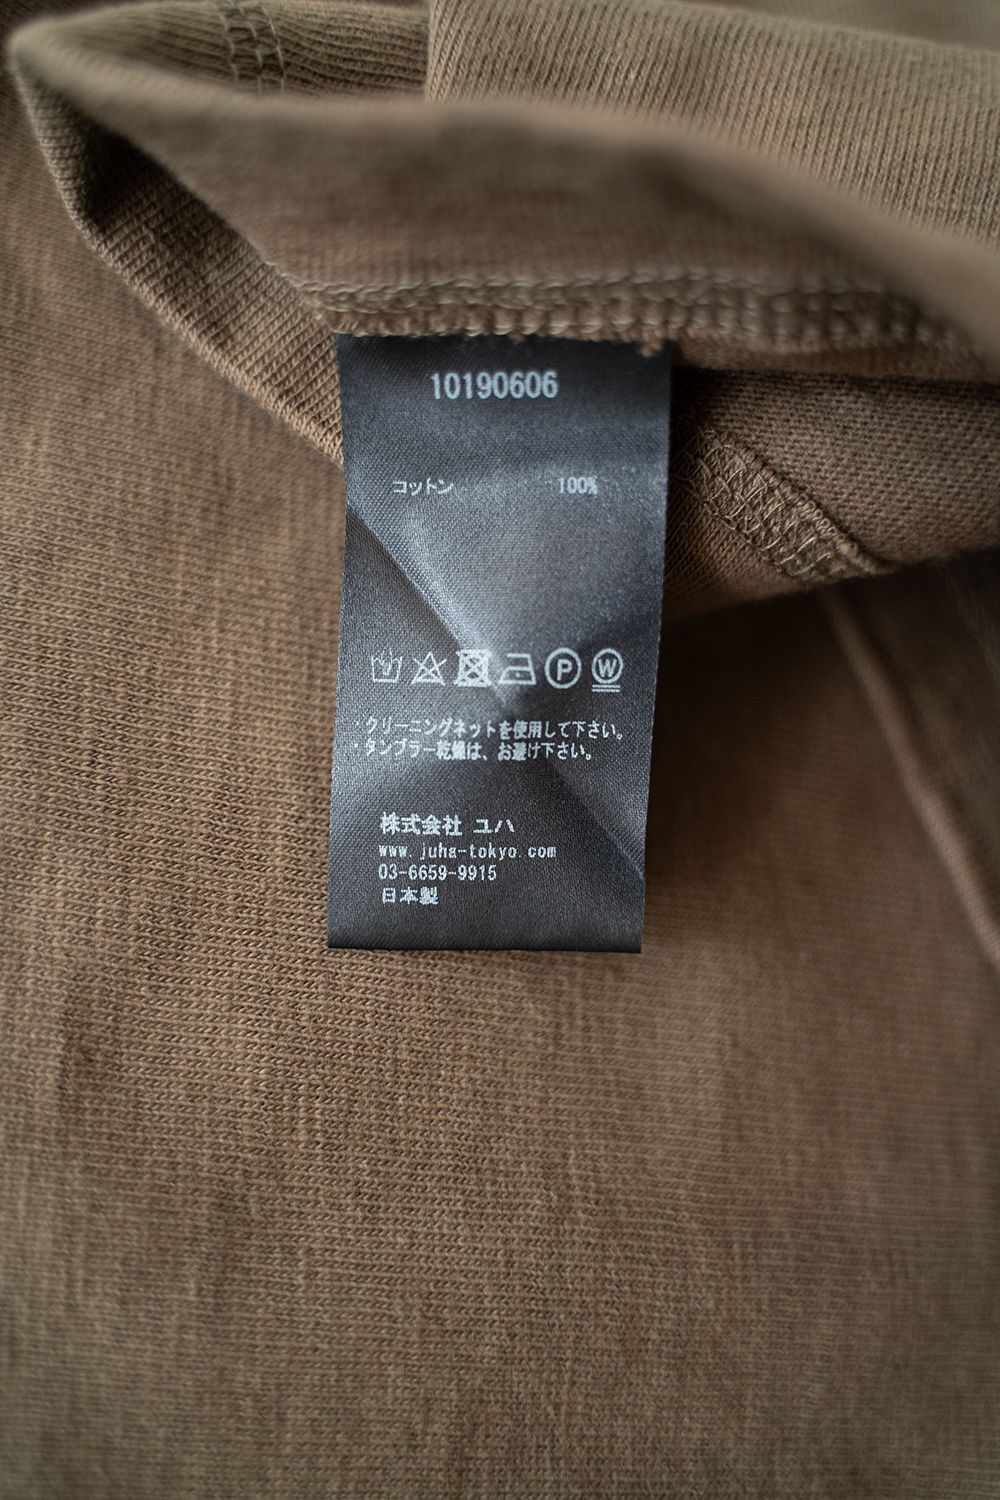 10190606
コットン 100%
P W
・クリーニングネットを使用して下さい。
・タンブラー乾燥は、お避け下さい。
株式会社 ユハ
www.juha-tokyo.com
03-6659-9915
日本製